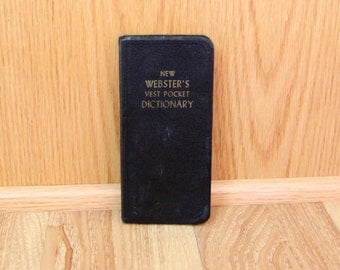 NEW
WEBSTER'S
VEST POCKET
DICTIONARY